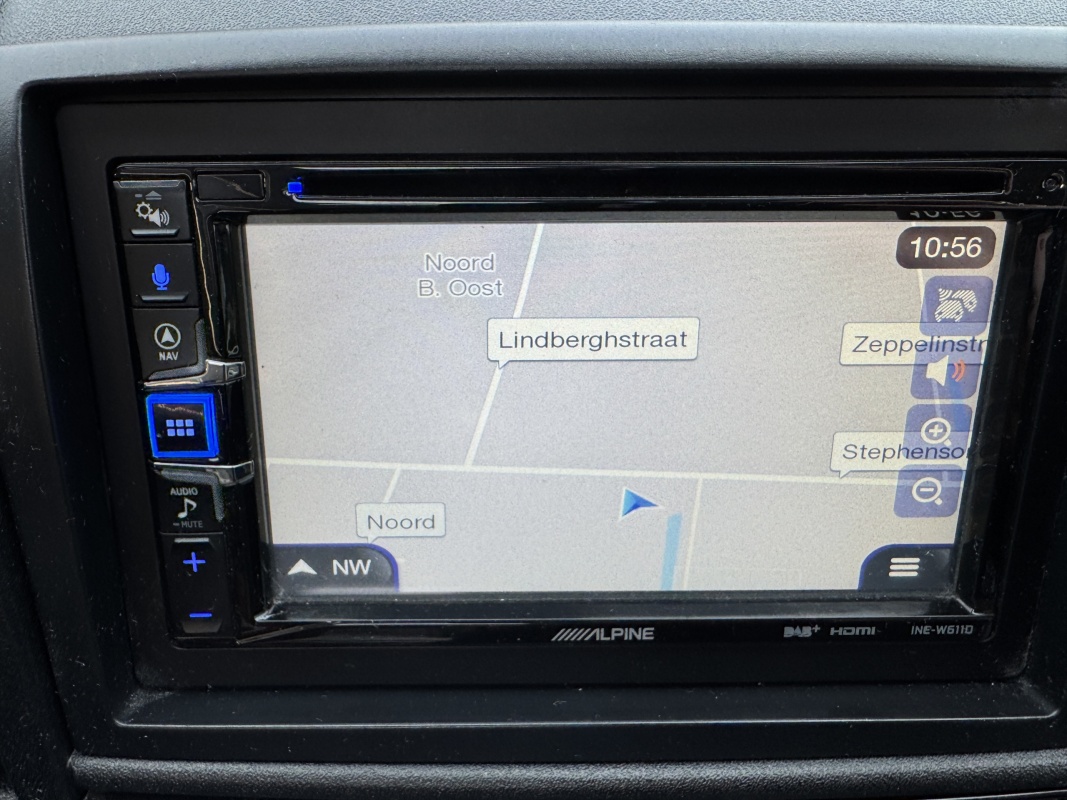 10:56
Noord
B. Oost
Lindberghstraat
Zeppelinstr
Stephenso
Noord
NW
NAV
AUDIO
MUTE
ALPINE
DAB+ HDMI INE-W611D